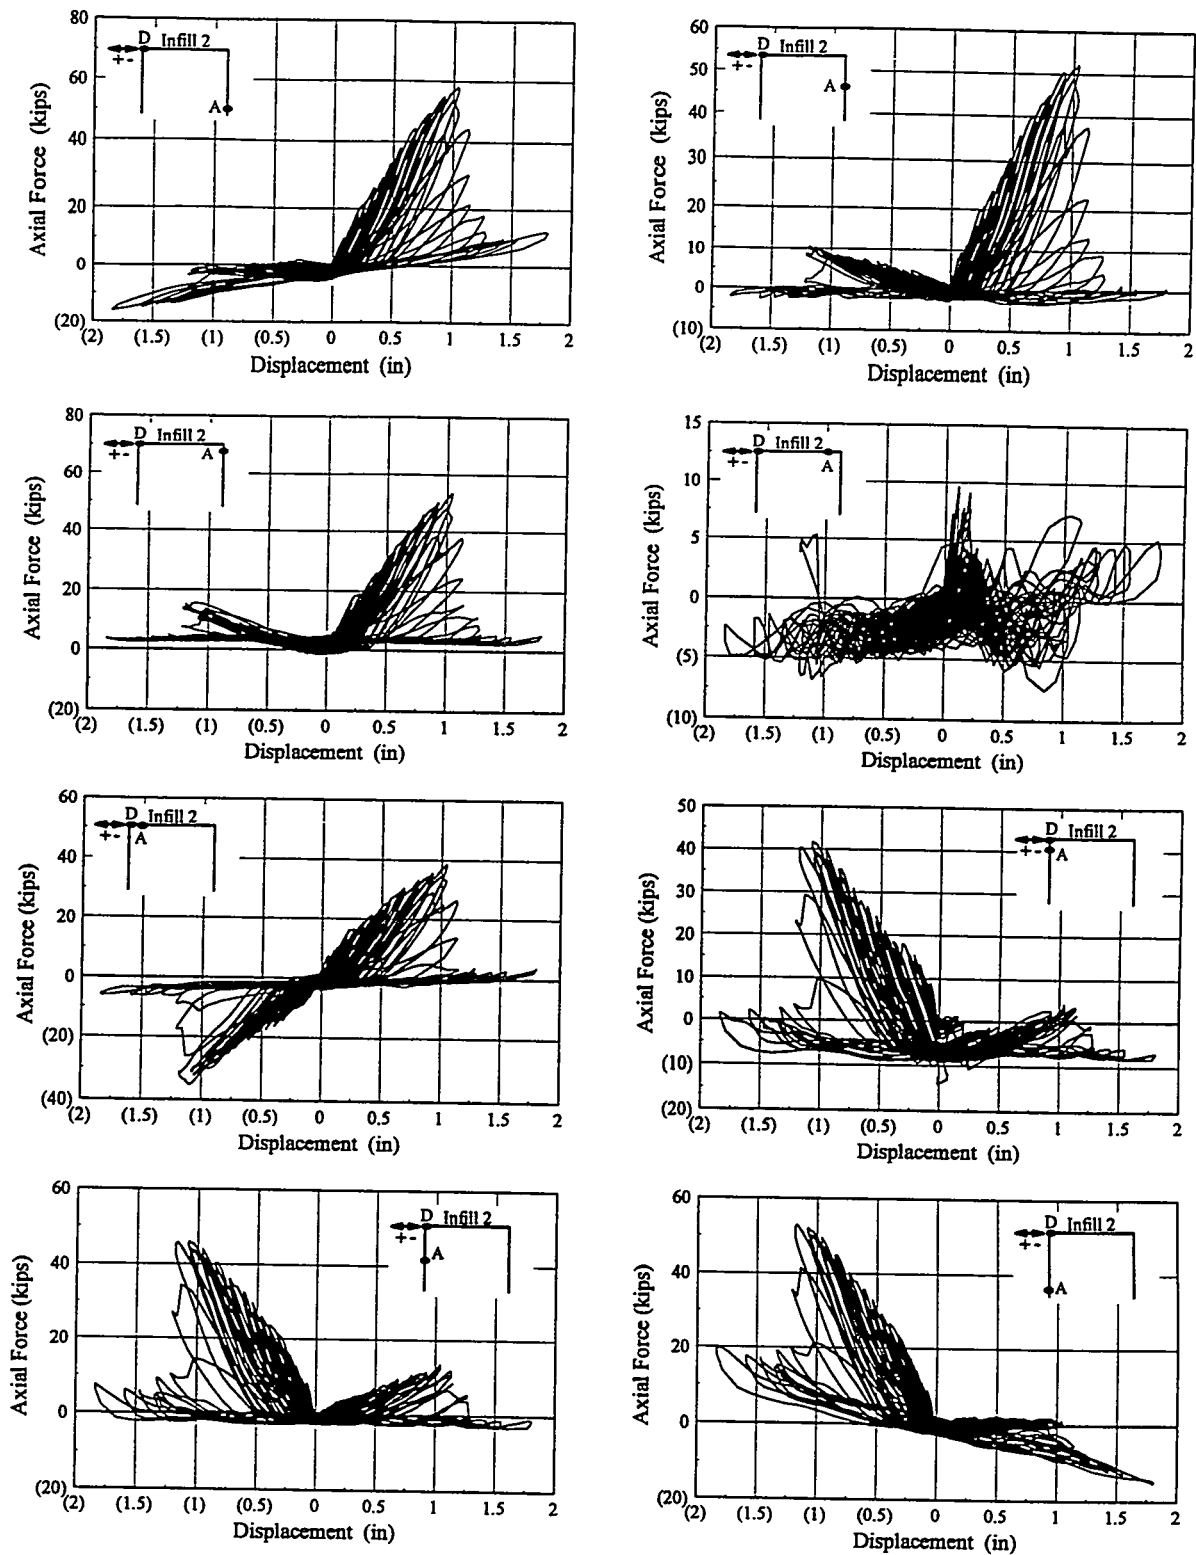 80
60
40
20
0
(20)
Axial Force (kips)
D Infill 2
+ -
A
(2) (1.5) (1) (0.5) 0 0.5 1 1.5 2
Displacement (in)
60
50
40
30
20
10
0
(10)
Axial Force (kips)
D Infill 2
+ -
A
(2) (1.5) (1) (0.5) 0 0.5 1 1.5 2
Displacement (in)
80
60
40
20
0
(20)
Axial Force (kips)
D Infill 2
+ -
A
(2) (1.5) (1) (0.5) 0 0.5 1 1.5 2
Displacement (in)
15
10
5
0
(5)
(10)
Axial Force (kips)
D Infill 2
+ -
A
(2) (1.5) (1) (0.5) 0 0.5 1 1.5 2
Displacement (in)
60
40
20
0
(20)
(40)
Axial Force (kips)
D Infill 2
+ -
A
(2) (1.5) (1) (0.5) 0 0.5 1 1.5 2
Displacement (in)
50
40
30
20
10
0
(10)
(20)
Axial Force (kips)
D Infill 2
+ -
A
(2) (1.5) (1) (0.5) 0 0.5 1 1.5 2
Displacement (in)
60
40
20
0
(20)
Axial Force (kips)
D Infill 2
+ -
A
(2) (1.5) (1) (0.5) 0 0.5 1 1.5 2
Displacement (in)
60
40
20
0
(20)
Axial Force (kips)
D Infill 2
+ -
A
(2) (1.5) (1) (0.5) 0 0.5 1 1.5 2
Displacement (in)